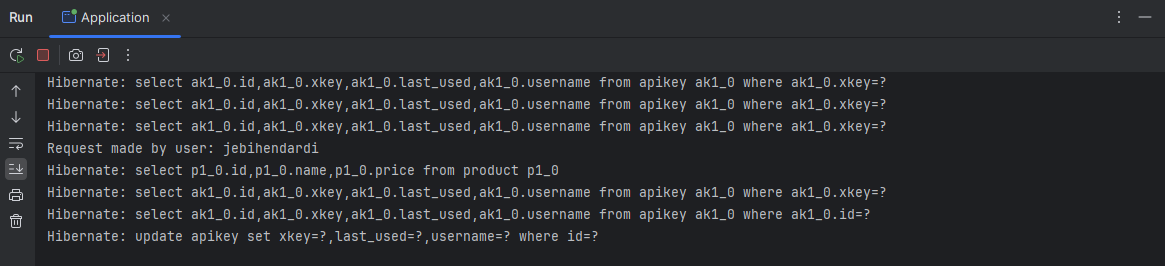 Run
Application
Hibernate: select ak1_0.id,ak1_0.xkey,ak1_0.last_used,ak1_0.username from apikey ak1_0 where ak1_0.xkey=?
Hibernate: select ak1_0.id,ak1_0.xkey,ak1_0.last_used,ak1_0.username from apikey ak1_0 where ak1_0.xkey=?
Hibernate: select ak1_0.id,ak1_0.xkey,ak1_0.last_used,ak1_0.username from apikey ak1_0 where ak1_0.xkey=?
Request made by user: jebihendardi
Hibernate: select p1_0.id,p1_0.name,p1_0.price from product p1_0
Hibernate: select ak1_0.id,ak1_0.xkey,ak1_0.last_used,ak1_0.username from apikey ak1_0 where ak1_0.xkey=?
Hibernate: select ak1_0.id,ak1_0.xkey,ak1_0.last_used,ak1_0.username from apikey ak1_0 where ak1_0.id=?
Hibernate: update apikey set xkey=?,last_used=?,username=? where id=?